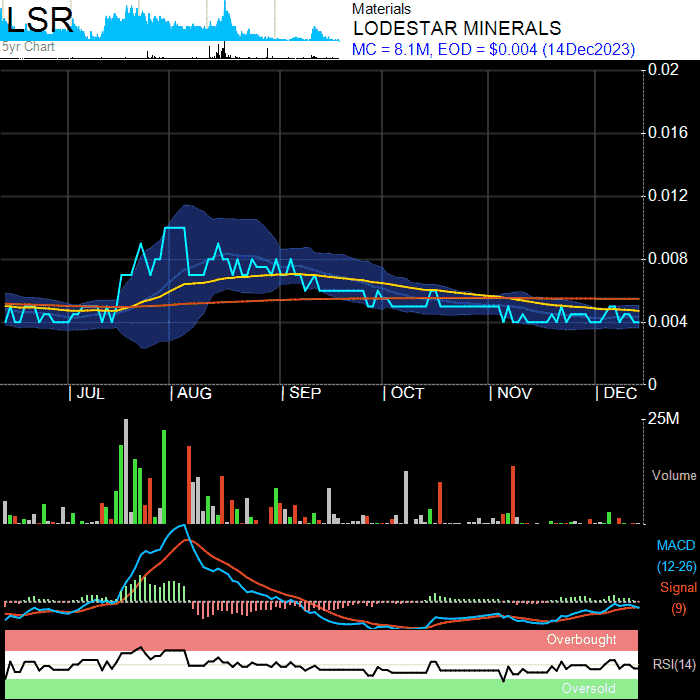 LSR
5yr Chart
Materials
LODESTAR MINERALS
MC = 8.1M, EOD = $0.004 (14Dec2023)
0.02
0.016
0.012
0.008
0.004
0
JUL AUG SEP OCT NOV DEC
25M
Volume
MACD
(12-26)
Signal
(9)
Overbought
RSI(14)
Oversold